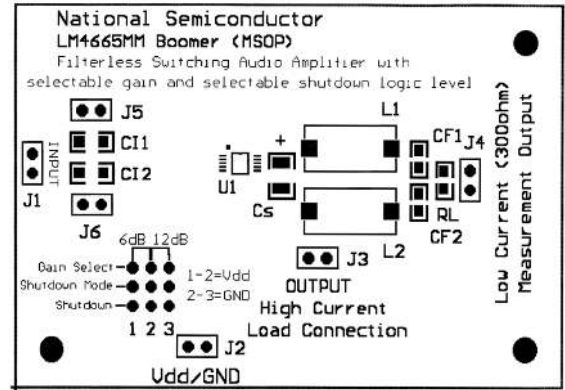 National Semiconductor
LM4665MM Boomer (MSOP)
Filterless Switching Audio Amplifier with
selectable gain and selectable shutdown logic level
J5
CI1
INPUT
CI2
J1
J6
+
U1
Cs
L1
CF1
J4
RL
CF2
L2
J3
OUTPUT
High Current
Load Connection
Low Current (300ohm)
Measurement Output
6dB 12dB
Gain Select
Shutdown Mode
Shutdown
1-2=Vdd
2-3=GND
1 2 3
J2
Vdd/GND